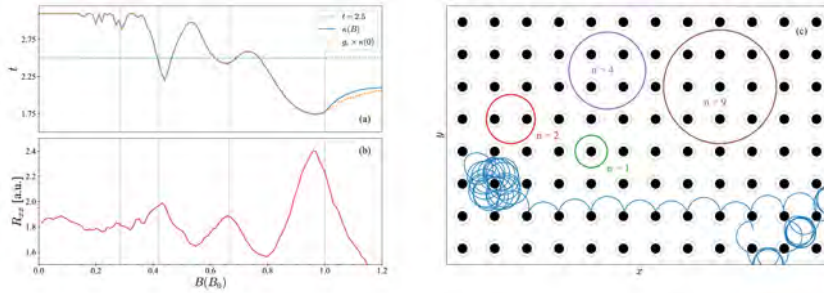 t = 2.5
κ(B)
g_c × κ(0)
2.75
2.25
1.75
t
(a)
(b)
2.4
2.2
2.0
1.8
1.6
R_xx [a.u.]
0.0 0.2 0.4 0.6 0.8 1.0 1.2
B(B₀)
(c)
n = 4
n = 9
n = 2
n = 1
y
x